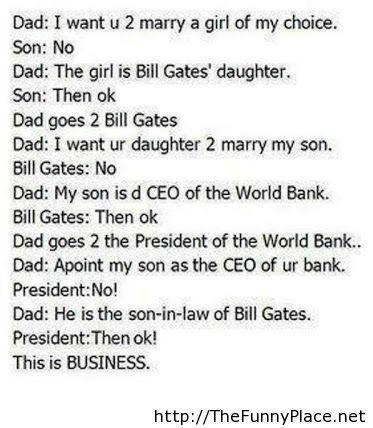 Dad: I want u 2 marry a girl of my choice.
Son: No
Dad: The girl is Bill Gates' daughter.
Son: Then ok
Dad goes 2 Bill Gates
Dad: I want ur daughter 2 marry my son.
Bill Gates: No
Dad: My son is d CEO of the World Bank.
Bill Gates: Then ok
Dad goes 2 the President of the World Bank..
Dad: Apoint my son as the CEO of ur bank.
President:No!
Dad: He is the son-in-law of Bill Gates.
President:Then ok!
This is BUSINESS.
http://TheFunnyPlace.net